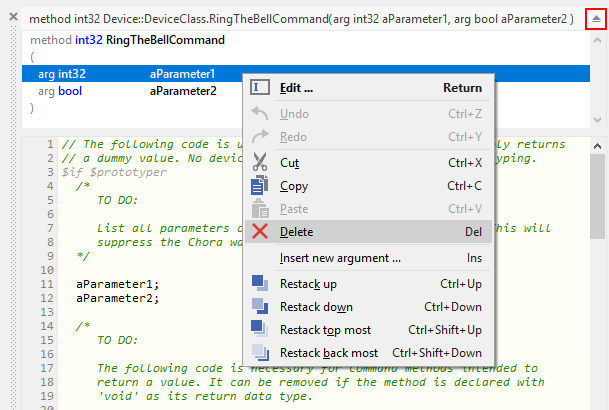 method int32 Device::DeviceClass.RingTheBellCommand(arg int32 aParameter1, arg bool aParameter2 )
method int32 RingTheBellCommand
(
arg int32 aParameter1
arg bool aParameter2
)
Edit ... Return
Undo Ctrl+Z
Redo Ctrl+Y
Cut Ctrl+X
Copy Ctrl+C
Paste Ctrl+V
Delete Del
Insert new argument ... Ins
Restack up Ctrl+Up
Restack down Ctrl+Down
Restack top most Ctrl+Shift+Up
Restack back most Ctrl+Shift+Down
1 // The following code is ly returns
2 // a dummy value. No yping.
3 $if $prototyper
4 /*
5 TO DO:
6
7 List all parameters his will
8 suppress the Chora
9 */
10
11 aParameter1;
12 aParameter2;
13
14 /*
15 TO DO:
16
17 The following code is necessary for command methods intended to
18 return a value. It can be removed if the method is declared with
19 'void' as its return data type.
20